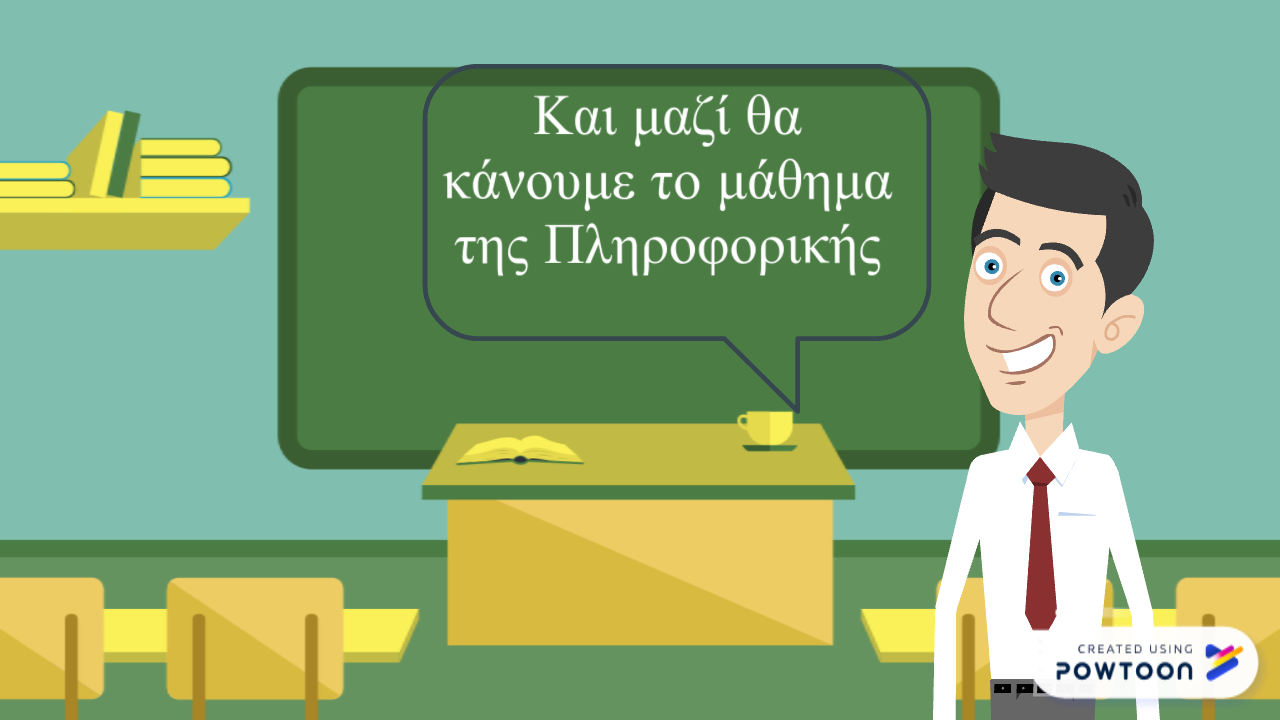 Και μαζί θα
κάνουμε το μάθημα
της Πληροφορικής
CREATED USING
POWTOON